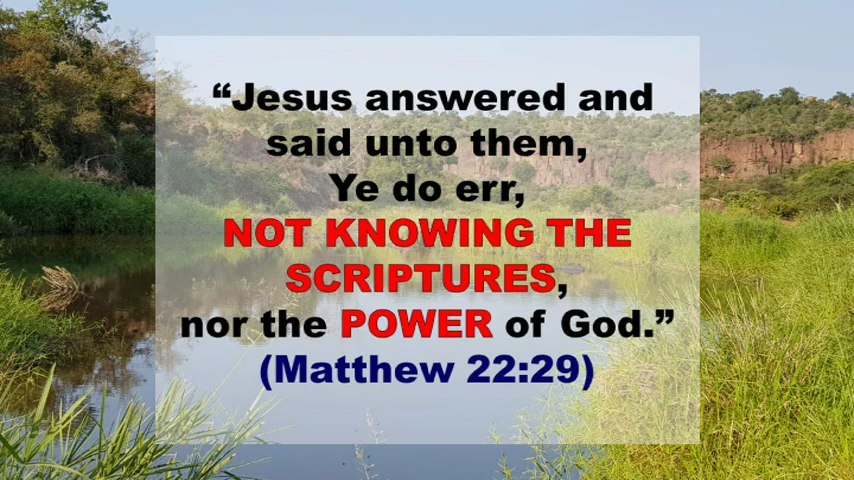 “Jesus answered and
said unto them,
Ye do err,
NOT KNOWING THE
SCRIPTURES,
nor the POWER of God.”
(Matthew 22:29)